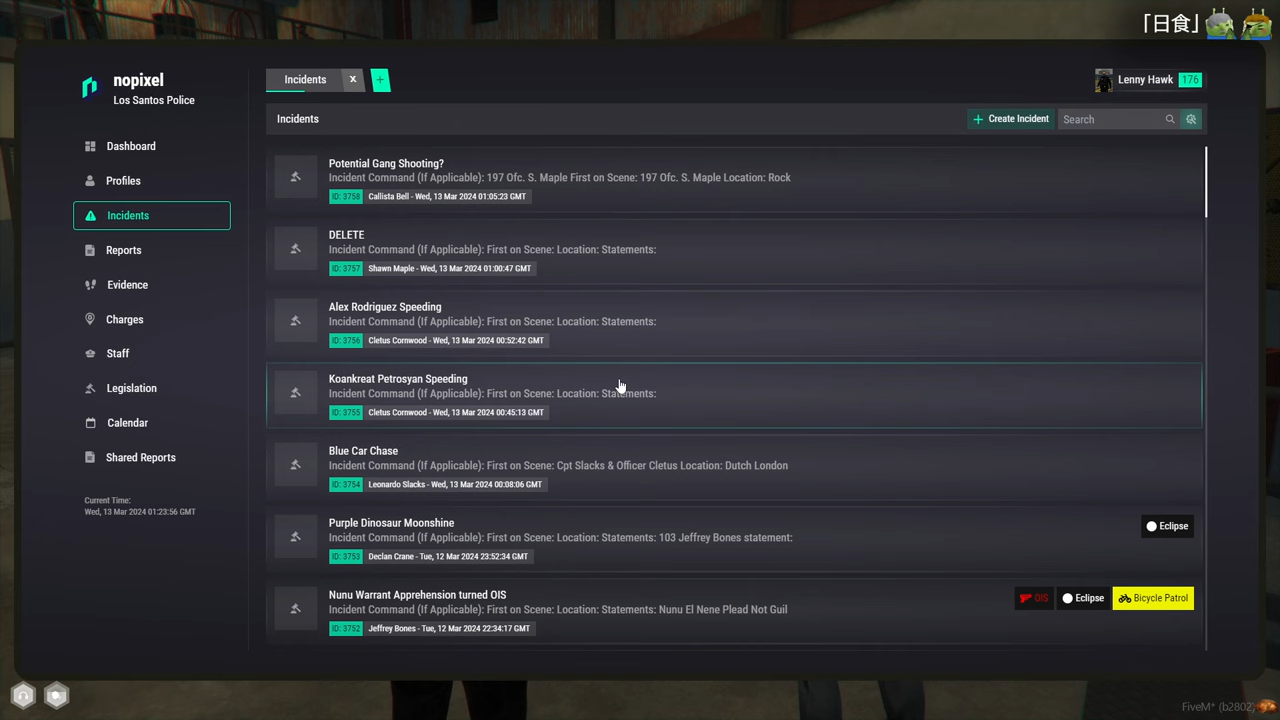 「日食」
nopixel
Los Santos Police
Incidents
x
+
Lenny Hawk 176
Incidents
+ Create Incident
Search
Dashboard
Profiles
Incidents
Reports
Evidence
Charges
Staff
Legislation
Calendar
Shared Reports
Current Time:
Wed, 13 Mar 2024 01:23:56 GMT
Potential Gang Shooting?
Incident Command (If Applicable): 197 Ofc. S. Maple First on Scene: 197 Ofc. S. Maple Location: Rock
ID: 3758 Callista Bell - Wed, 13 Mar 2024 01:05:23 GMT
DELETE
Incident Command (If Applicable): First on Scene: Location: Statements:
ID: 3757 Shawn Maple - Wed, 13 Mar 2024 01:00:47 GMT
Alex Rodriguez Speeding
Incident Command (If Applicable): First on Scene: Location: Statements:
ID: 3756 Cletus Cornwood - Wed, 13 Mar 2024 00:52:42 GMT
Koankreat Petrosyan Speeding
Incident Command (If Applicable): First on Scene: Location: Statements:
ID: 3755 Cletus Cornwood - Wed, 13 Mar 2024 00:45:13 GMT
Blue Car Chase
Incident Command (If Applicable): First on Scene: Cpt Slacks & Officer Cletus Location: Dutch London
ID: 3754 Leonardo Slacks - Wed, 13 Mar 2024 00:08:06 GMT
Purple Dinosaur Moonshine
Incident Command (If Applicable): First on Scene: Location: Statements: 103 Jeffrey Bones statement:
ID: 3753 Declan Crane - Tue, 12 Mar 2024 23:52:34 GMT
Eclipse
Nunu Warrant Apprehension turned OIS
Incident Command (If Applicable): First on Scene: Location: Statements: Nunu El Nene Plead Not Guil
ID: 3752 Jeffrey Bones - Tue, 12 Mar 2024 22:34:17 GMT
OIS Eclipse Bicycle Patrol
FiveM* (b2802)